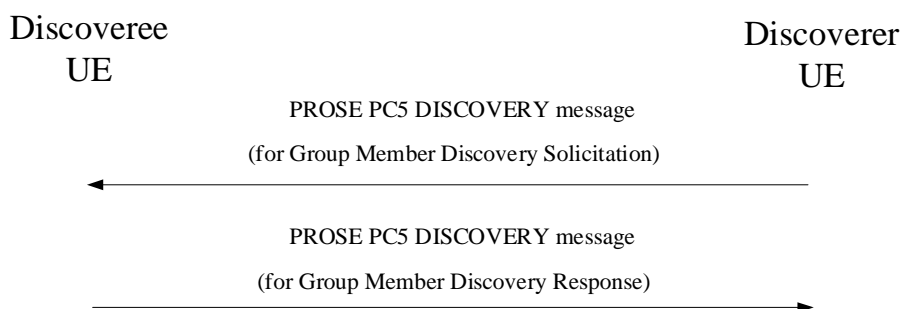 Discoveree
UE
Discoverer
UE
PROSE PC5 DISCOVERY message
(for Group Member Discovery Solicitation)
PROSE PC5 DISCOVERY message
(for Group Member Discovery Response)